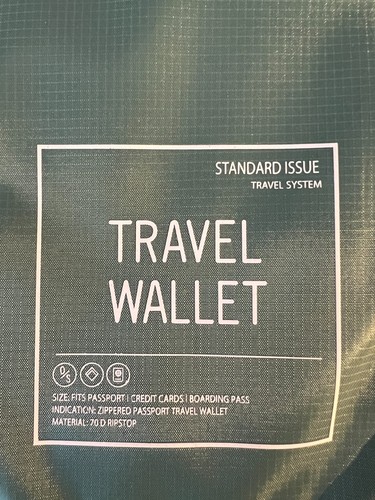 STANDARD ISSUE
TRAVEL SYSTEM
TRAVEL
WALLET
0/S
SIZE: FITS PASSPORT | CREDIT CARDS | BOARDING PASS
INDICATION: ZIPPERED PASSPORT TRAVEL WALLET
MATERIAL: 70 D RIPSTOP